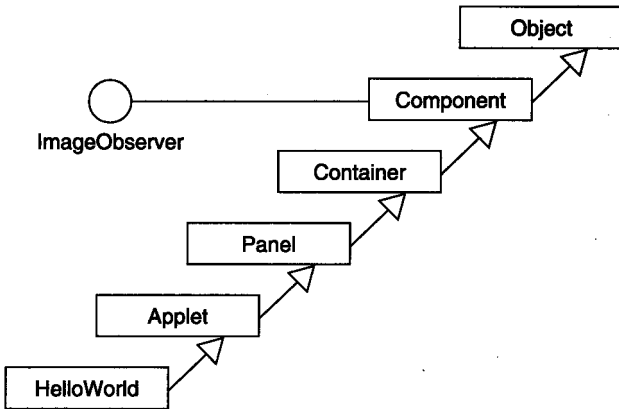 Object
Component
ImageObserver
Container
Panel
Applet
HelloWorld